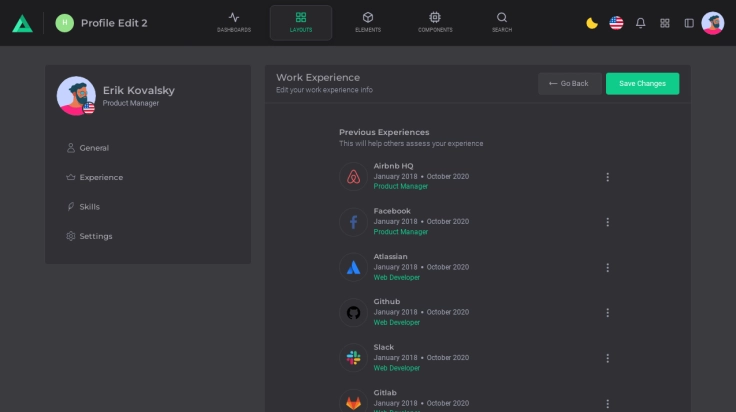 H
Profile Edit 2
DASHBOARDS
LAYOUTS
ELEMENTS
COMPONENTS
SEARCH
Erik Kovalsky
Product Manager
General
Experience
Skills
Settings
Work Experience
Edit your work experience info
Go Back
Save Changes
Previous Experiences
This will help others assess your experience
Airbnb HQ
January 2018 • October 2020
Product Manager
Facebook
January 2018 • October 2020
Product Manager
Atlassian
January 2018 • October 2020
Web Developer
Github
January 2018 • October 2020
Web Developer
Slack
January 2018 • October 2020
Web Developer
Gitlab
January 2018 • October 2020
Web Developer